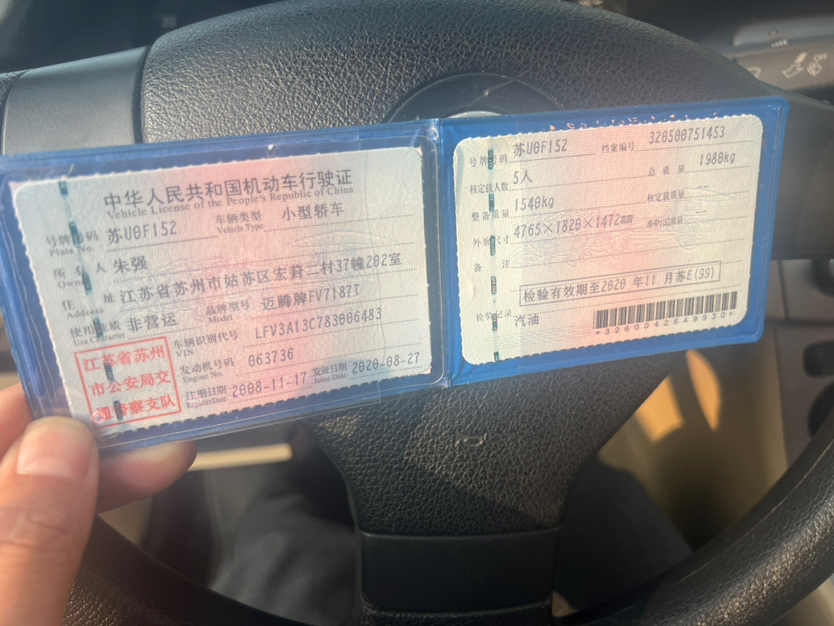 中华人民共和国机动车行驶证
Vehicle License of the People's Republic of China
号牌号码 苏U0F152 车辆类型 小型轿车
Plate No. Vehicle Type
所有人 朱强
Owner
住址 江苏省苏州市姑苏区宏葑二村37幢202室
Address
使用性质 非营运 品牌型号 迈腾牌FV7187T
Use Character Model
江苏省苏州
市公安局交
通警察支队
车辆识别代号 LFV3A13C783006483
VIN
发动机号码 063736
Engine No.
注册日期 2008-11-17 发证日期 2020-08-27
Register Date Issue Date
号牌号码 苏U0F152 档案编号 320500751453
核定载人数 5人 总质量 1980kg
整备质量 1540kg 核定载质量 --
外廓尺寸 4765×1820×1472mm 准牵引总质量 --
备注
检验有效期至2020 年11 月苏E(99)
检验记录
汽油
*3260042649930*